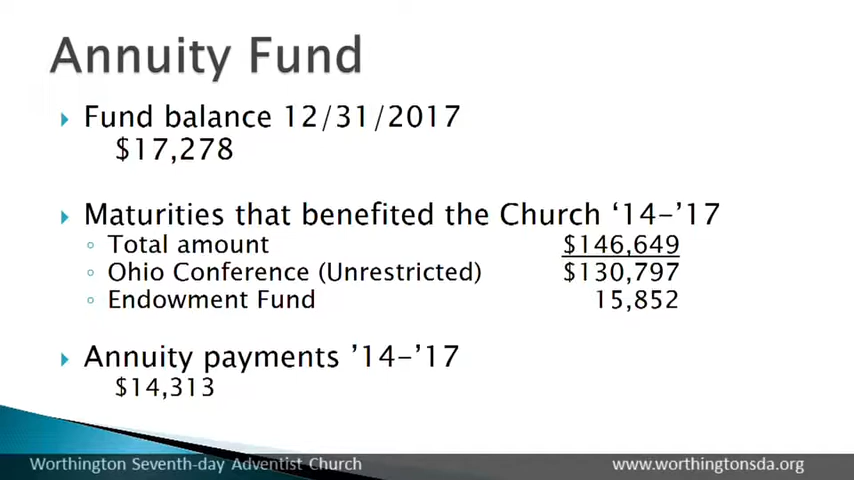 Annuity Fund
Fund balance 12/31/2017
$17,278
Maturities that benefited the Church ‘14-’17
Total amount $146,649
Ohio Conference (Unrestricted) $130,797
Endowment Fund 15,852
Annuity payments ’14-’17
$14,313
Worthington Seventh-day Adventist Church www.worthingtonsda.org